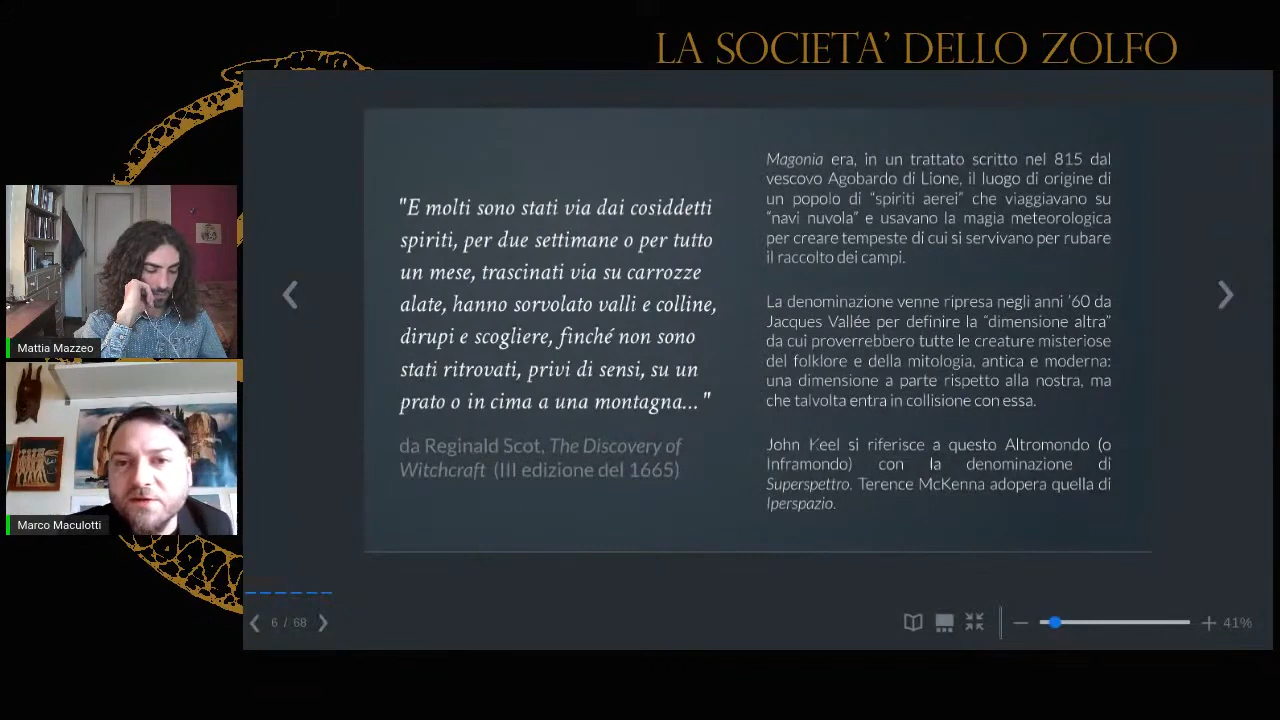 LA SOCIETA' DELLO ZOLFO
"E molti sono stati via dai cosiddetti
spiriti, per due settimane o per tutto
un mese, trascinati via su carrozze
alate, hanno sorvolato valli e colline,
dirupi e scogliere, finché non sono
stati ritrovati, privi di sensi, su un
prato o in cima a una montagna... "
da Reginald Scot, The Discovery of
Witchcraft (III edizione del 1665)
Magonia era, in un trattato scritto nel 815 dal
vescovo Agobardo di Lione, il luogo di origine di
un popolo di “spiriti aerei” che viaggiavano su
“navi nuvola” e usavano la magia meteorologica
per creare tempeste di cui si servivano per rubare
il raccolto dei campi.
La denominazione venne ripresa negli anni ’60 da
Jacques Vallée per definire la “dimensione altra”
da cui proverrebbero tutte le creature misteriose
del folklore e della mitologia, antica e moderna:
una dimensione a parte rispetto alla nostra, ma
che talvolta entra in collisione con essa.
John Keel si riferisce a questo Altromondo (o
Inframondo) con la denominazione di
Superspettro. Terence McKenna adopera quella di
Iperspazio.
Mattia Mazzeo
Marco Maculotti
6 / 68
41%